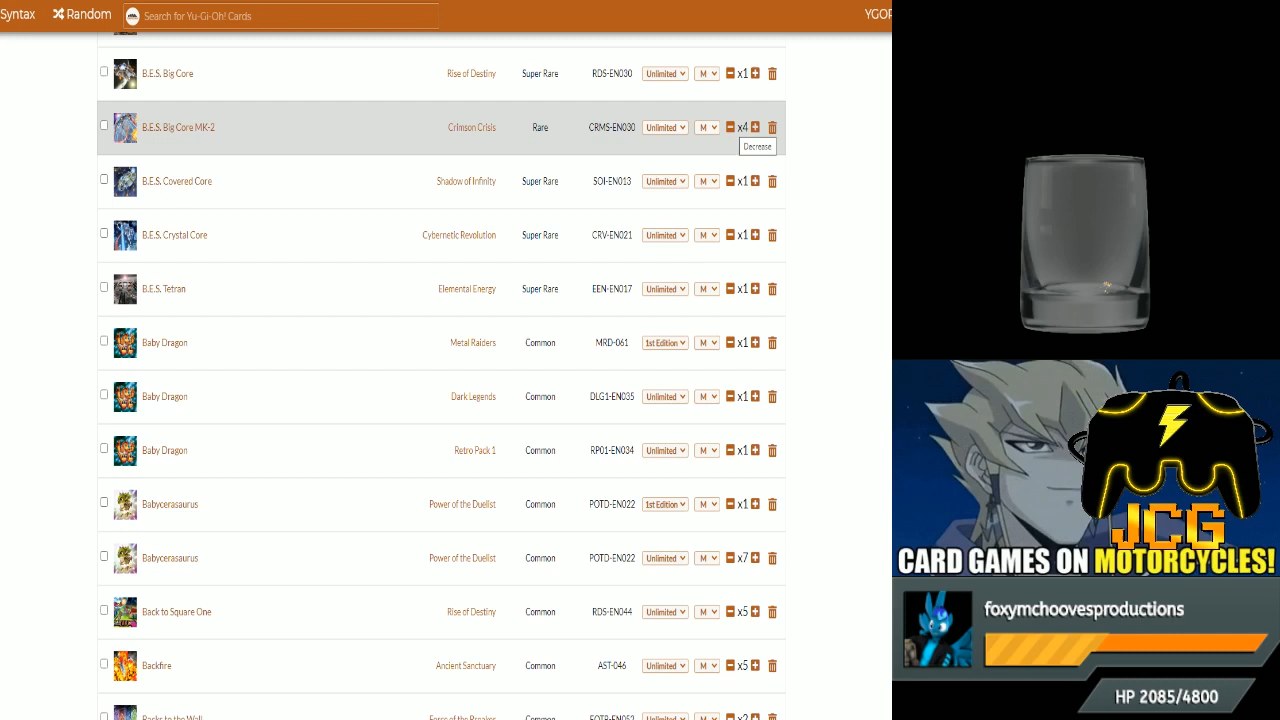 Syntax Random Search for Yu-Gi-Oh! Cards YGOP
B.E.S. Big Core Rise of Destiny Super Rare RDS-EN030 Unlimited M x1
B.E.S. Big Core MK-2 Crimson Crisis Rare CRMS-EN030 Unlimited M x4
Decrease
B.E.S. Covered Core Shadow of Infinity Super Rare SOI-EN013 Unlimited M x1
B.E.S. Crystal Core Cybernetic Revolution Super Rare CRV-EN021 Unlimited M x1
B.E.S. Tetran Elemental Energy Super Rare EEN-EN017 Unlimited M x1
Baby Dragon Metal Raiders Common MRD-061 1st Edition M x1
Baby Dragon Dark Legends Common DLG1-EN035 Unlimited M x1
Baby Dragon Retro Pack 1 Common RP01-EN034 Unlimited M x1
Babycerasaurus Power of the Duelist Common POTD-EN022 1st Edition M x1
Babycerasaurus Power of the Duelist Common POTD-EN022 Unlimited M x7
Back to Square One Rise of Destiny Common RDS-EN044 Unlimited M x5
Backfire Ancient Sanctuary Common AST-046 Unlimited M x5
JCG
CARD GAMES ON MOTORCYCLES!
foxymchoovesproductions
HP 2085/4800